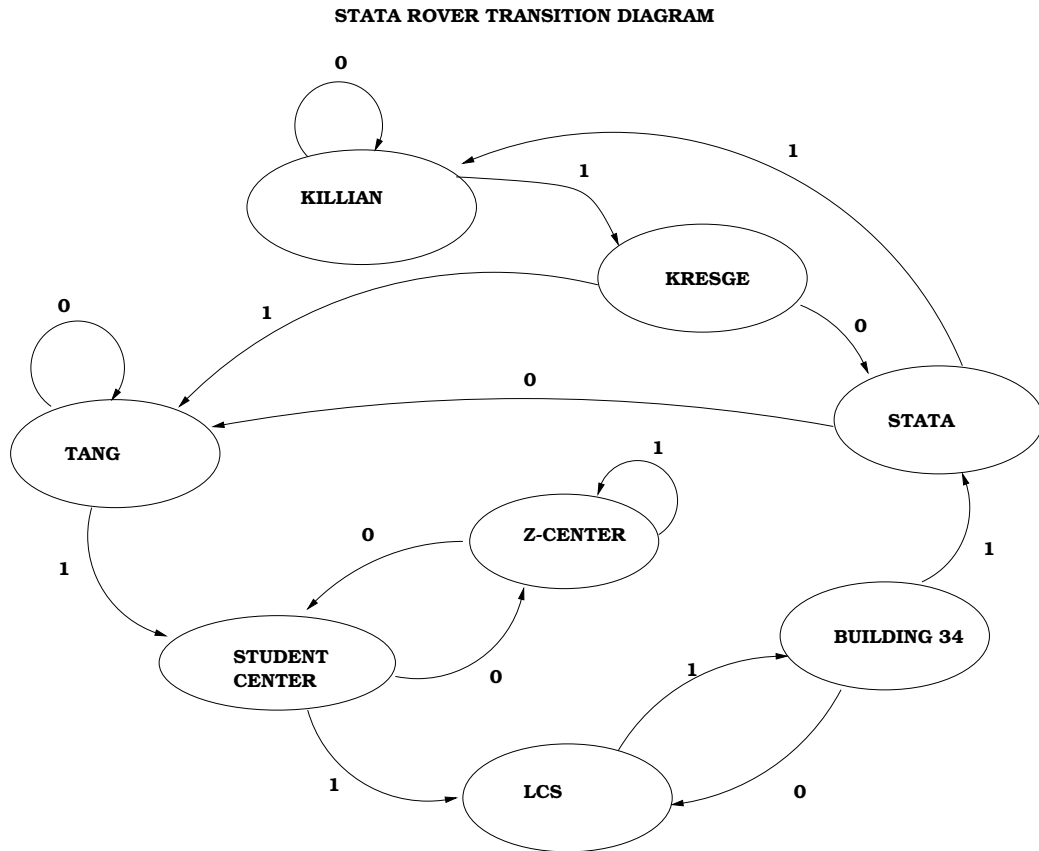 STATA ROVER TRANSITION DIAGRAM
0
1
KILLIAN
1
KRESGE
0
1
0
0
STATA
TANG
1
Z-CENTER
0
1
1
BUILDING 34
STUDENT
CENTER
0
1
1
LCS
0